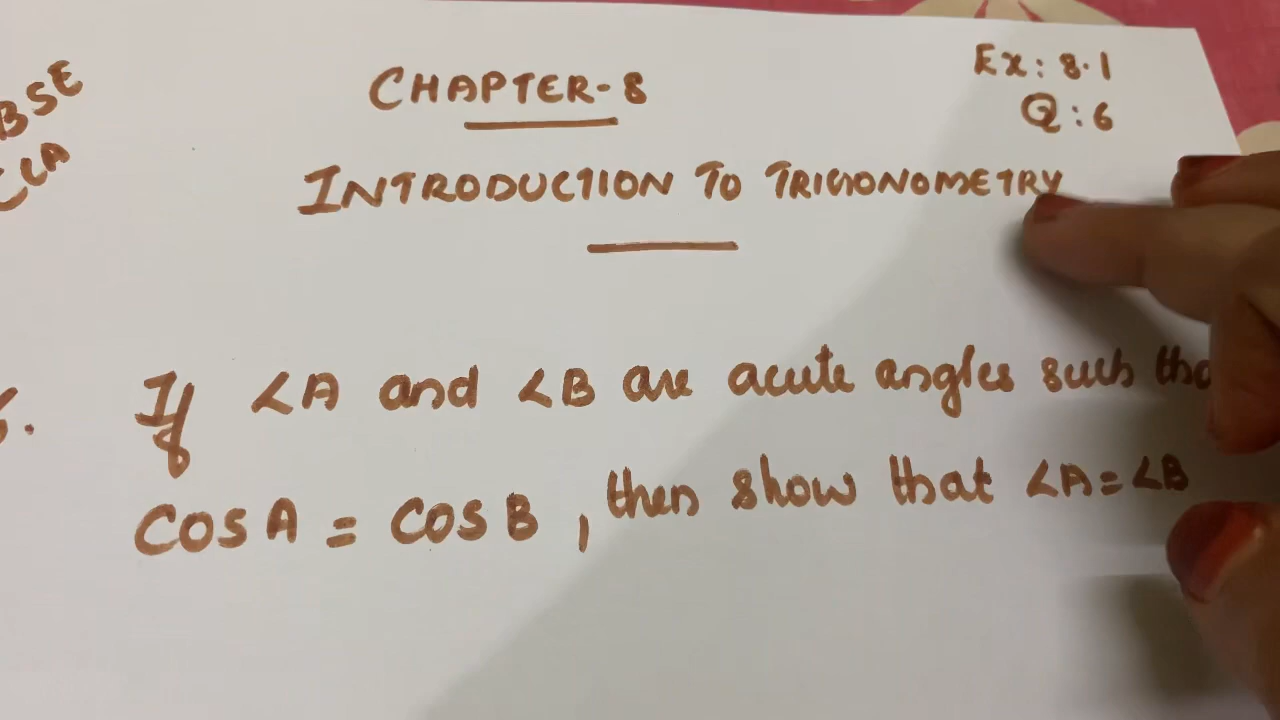 BSE
CHAPTER-8
Ex: 8.1
Q: 6
INTRODUCTION TO TRIGONOMETRY
If ∠A and ∠B are acute angles such
COS A = COS B, then show that ∠A = ∠B